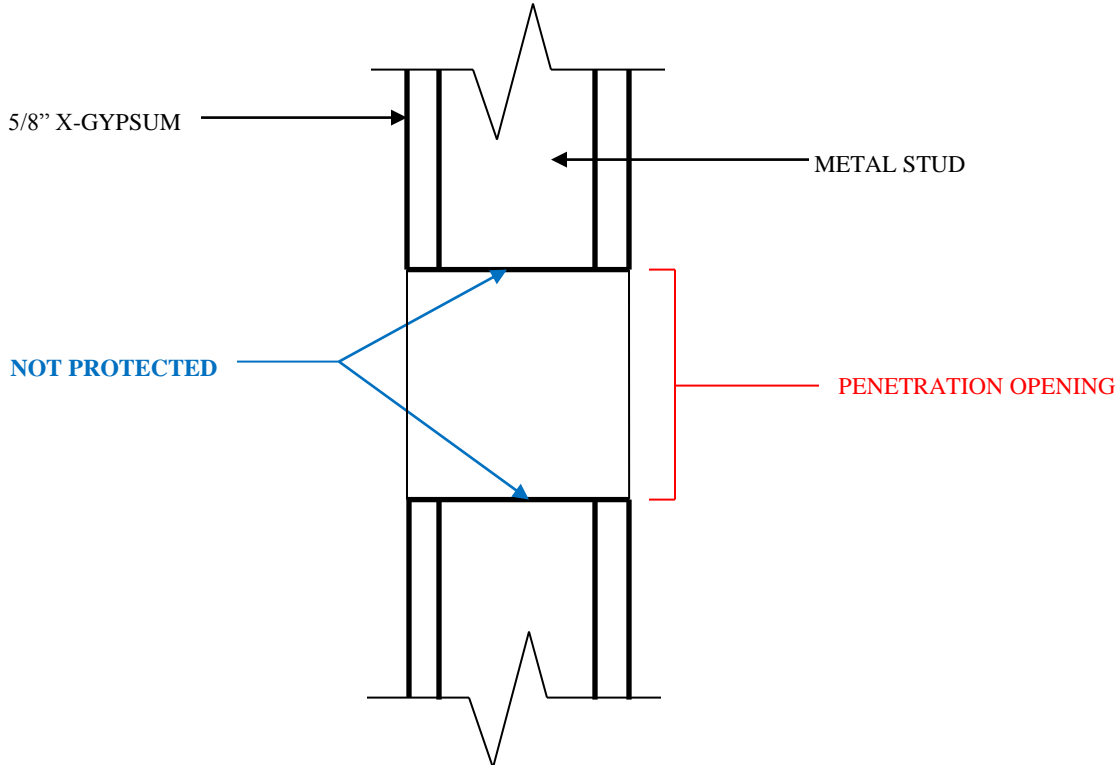 5/8” X-GYPSUM
METAL STUD
NOT PROTECTED
PENETRATION OPENING